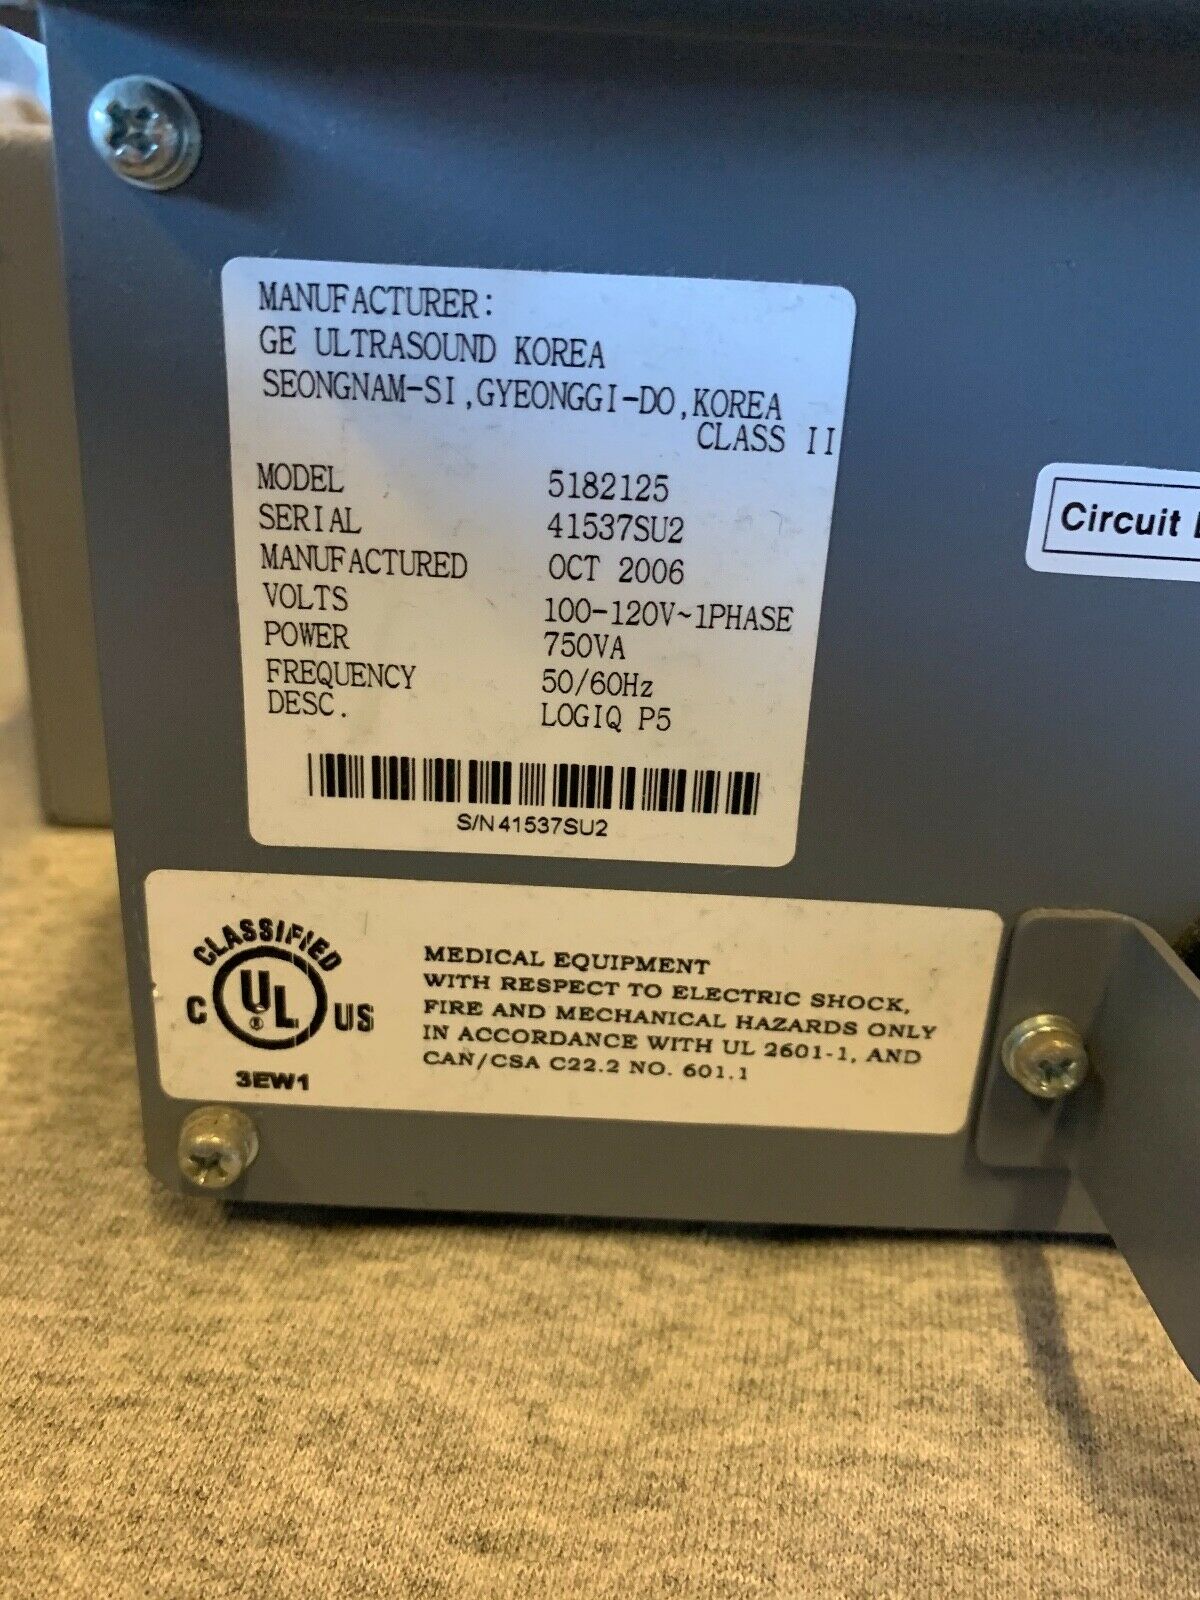 MANUFACTURER:
GE ULTRASOUND KOREA
SEONGNAM-SI,GYEONGGI-DO,KOREA
CLASS II
MODEL 5182125
SERIAL 41537SU2
MANUFACTURED OCT 2006
VOLTS 100-120V~1PHASE
POWER 750VA
FREQUENCY 50/60Hz
DESC. LOGIQ P5
S/N 41537SU2
Circuit
CLASSIFIED
C UL ® US
3EW1
MEDICAL EQUIPMENT
WITH RESPECT TO ELECTRIC SHOCK,
FIRE AND MECHANICAL HAZARDS ONLY
IN ACCORDANCE WITH UL 2601-1, AND
CAN/CSA C22.2 NO. 601.1